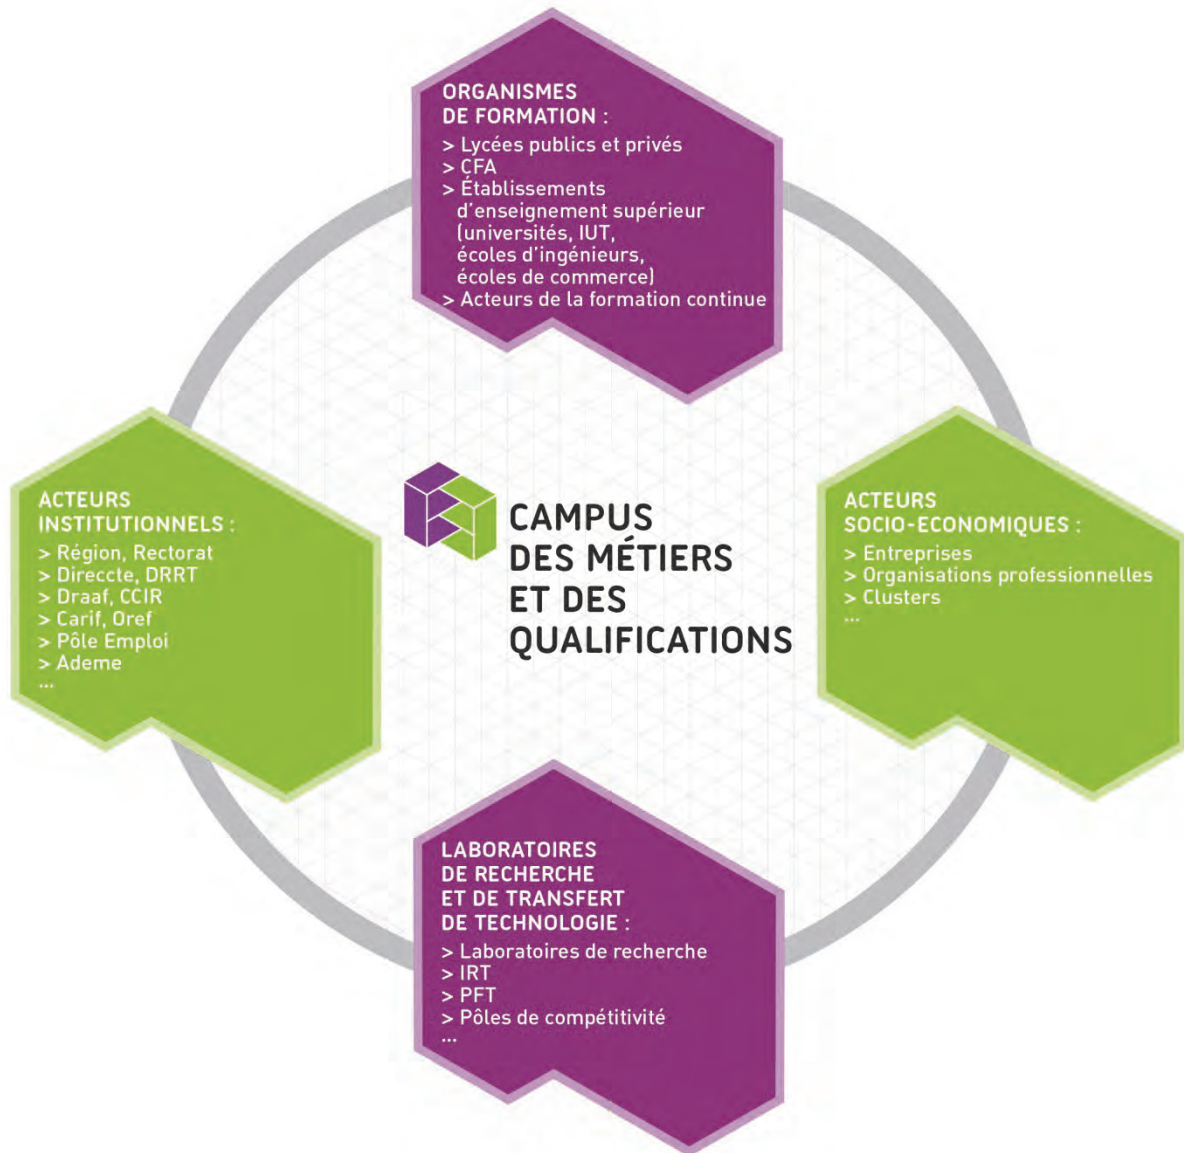 ORGANISMES
DE FORMATION :
> Lycées publics et privés
> CFA
> Établissements
d'enseignement supérieur
(universités, IUT,
écoles d'ingénieurs,
écoles de commerce)
> Acteurs de la formation continue
ACTEURS
INSTITUTIONNELS :
> Région, Rectorat
> Direccte, DRRT
> Draaf, CCIR
> Carif, Oref
> Pôle Emploi
> Ademe
...
CAMPUS
DES MÉTIERS
ET DES
QUALIFICATIONS
ACTEURS
SOCIO-ECONOMIQUES :
> Entreprises
> Organisations professionnelles
> Clusters
...
LABORATOIRES
DE RECHERCHE
ET DE TRANSFERT
DE TECHNOLOGIE :
> Laboratoires de recherche
> IRT
> PFT
> Pôles de compétitivité
...